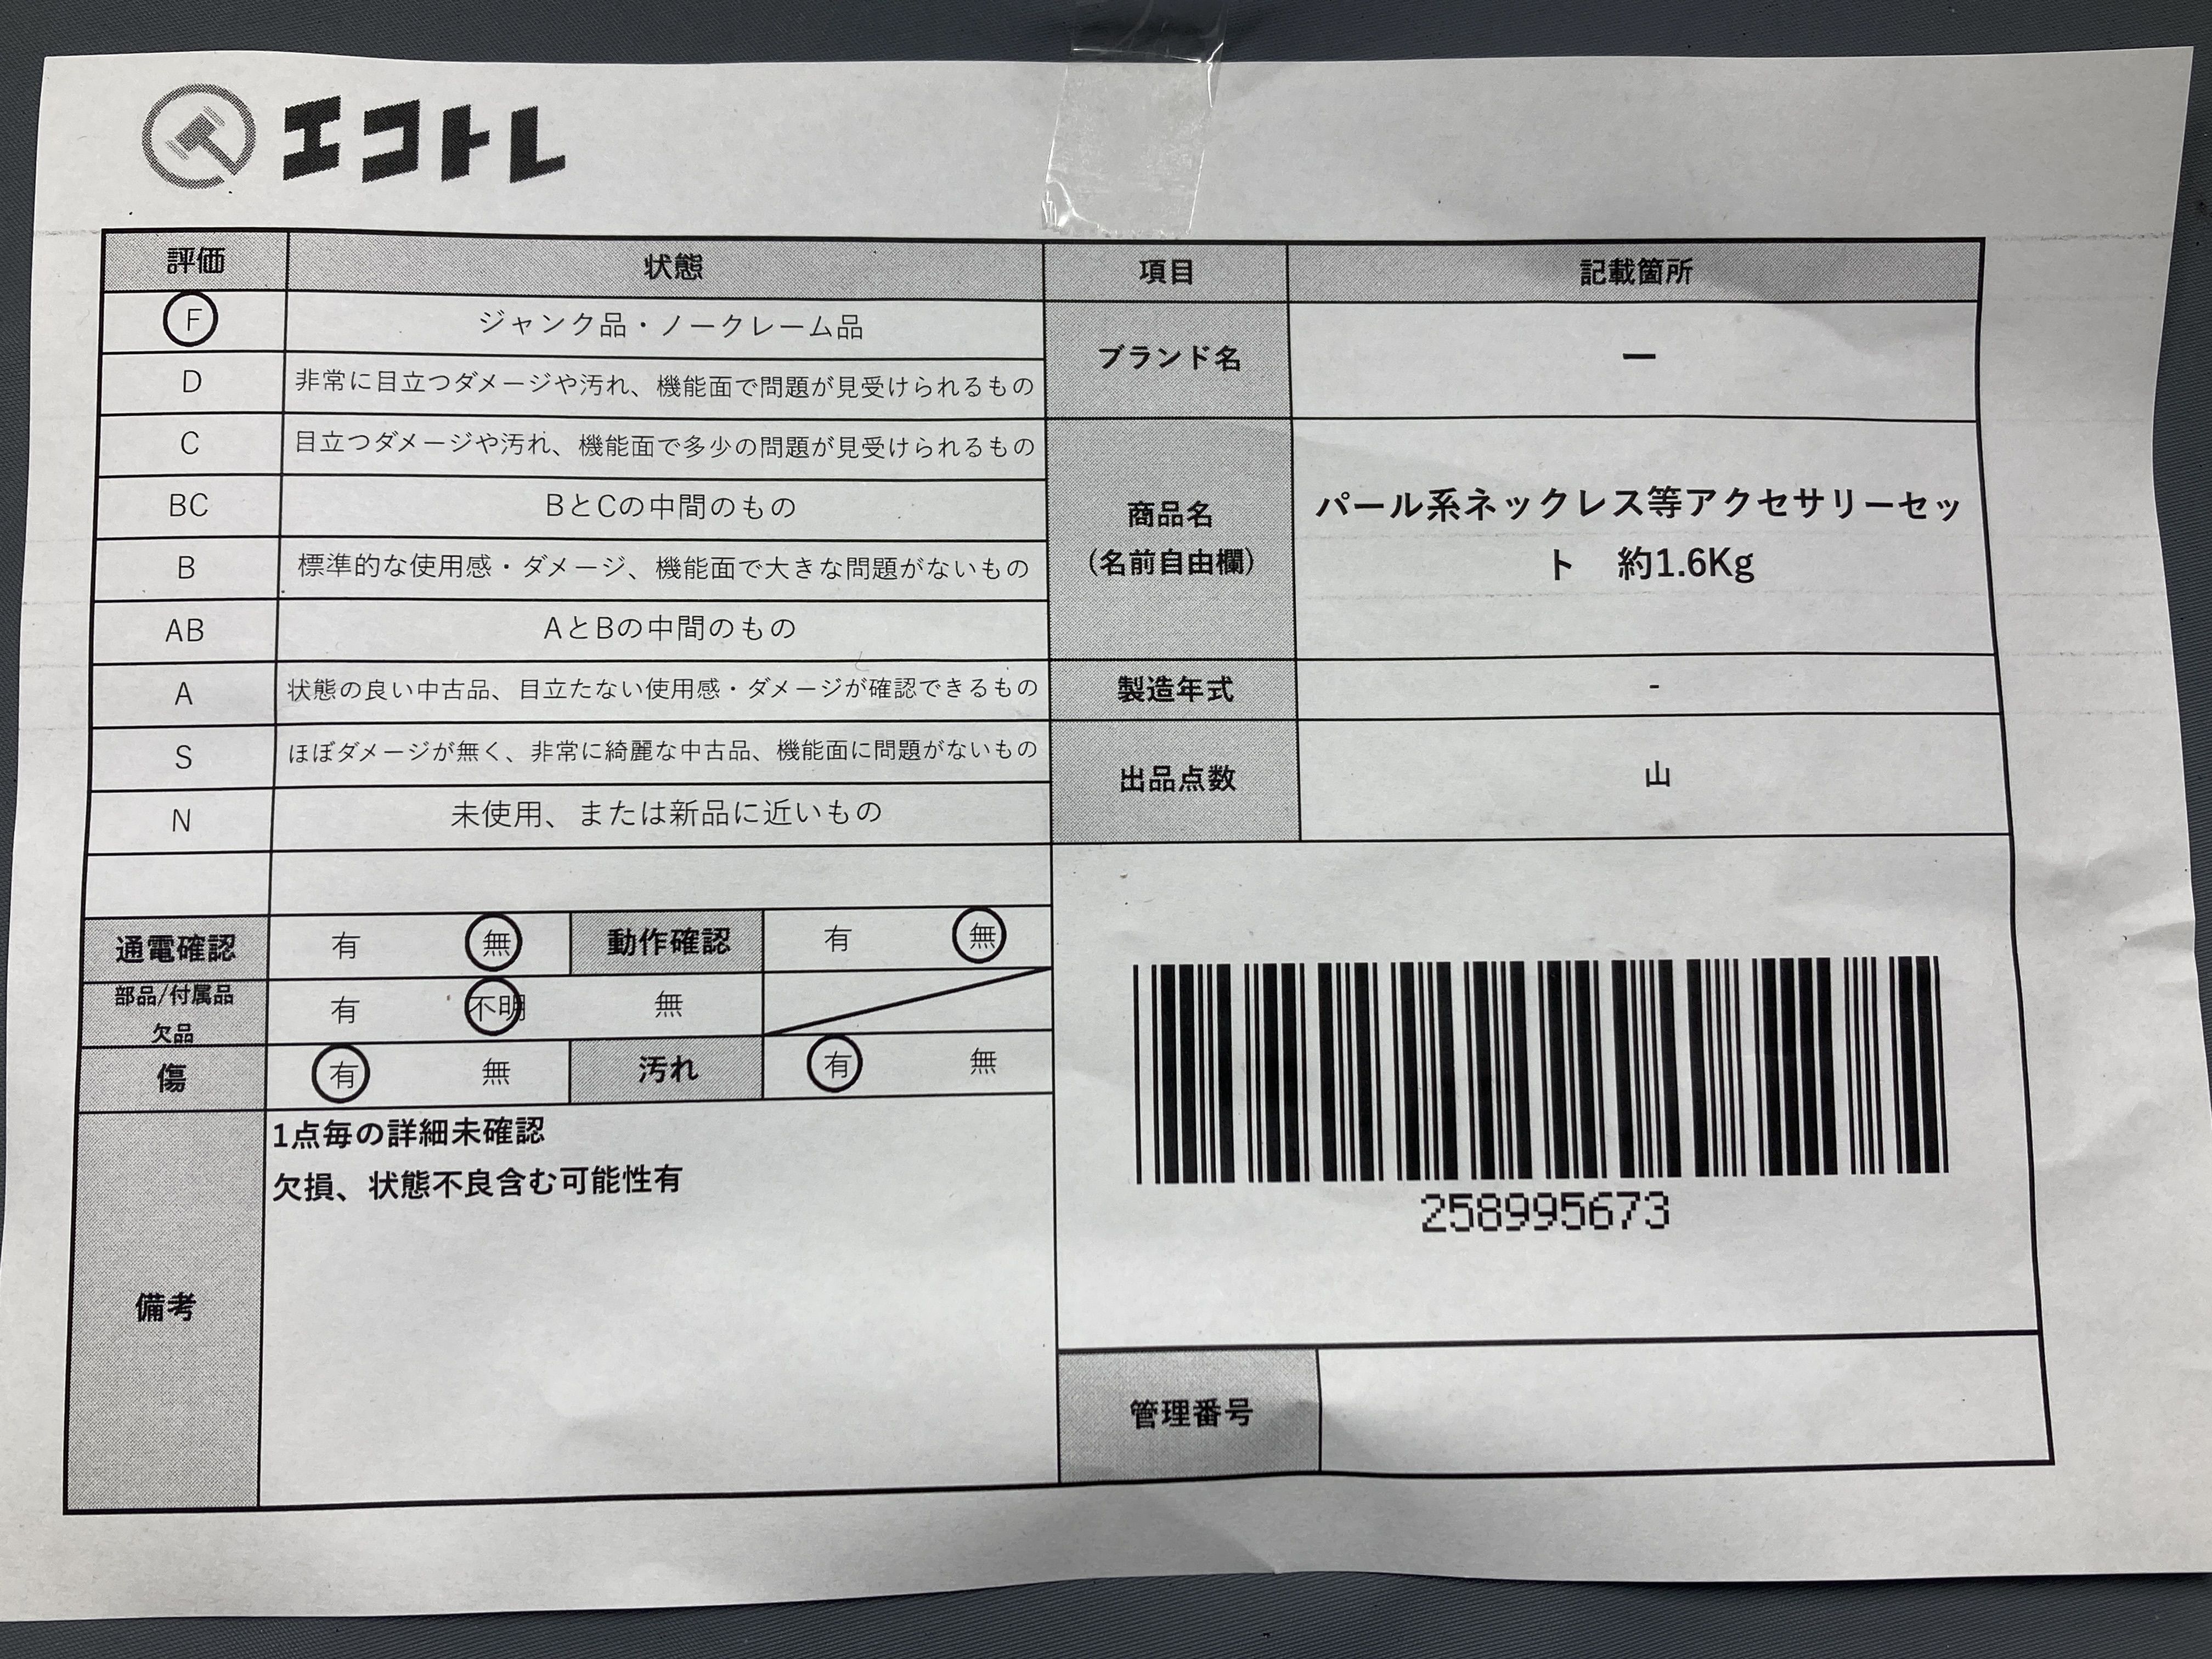 エコトレ
評価 状態 項目 記載箇所
F ジャンク品・ノークレーム品
ブランド名 ー
D 非常に目立つダメージや汚れ、機能面で問題が見受けられるもの
C 目立つダメージや汚れ、機能面で多少の問題が見受けられるもの
商品名
(名前自由欄)
パール系ネックレス等アクセサリーセッ
ト　約1.6Kg
BC BとCの中間のもの
B 標準的な使用感・ダメージ、機能面で大きな問題がないもの
AB AとBの中間のもの
A 状態の良い中古品、目立たない使用感・ダメージが確認できるもの
製造年式 -
S ほぼダメージが無く、非常に綺麗な中古品、機能面に問題がないもの
出品点数 山
N 未使用、または新品に近いもの
通電確認 有 無 動作確認 有 無
部品/付属品
欠品
有 不明 無
傷 有 無 汚れ 有 無
備考
1点毎の詳細未確認
欠損、状態不良含む可能性有
258995673
管理番号